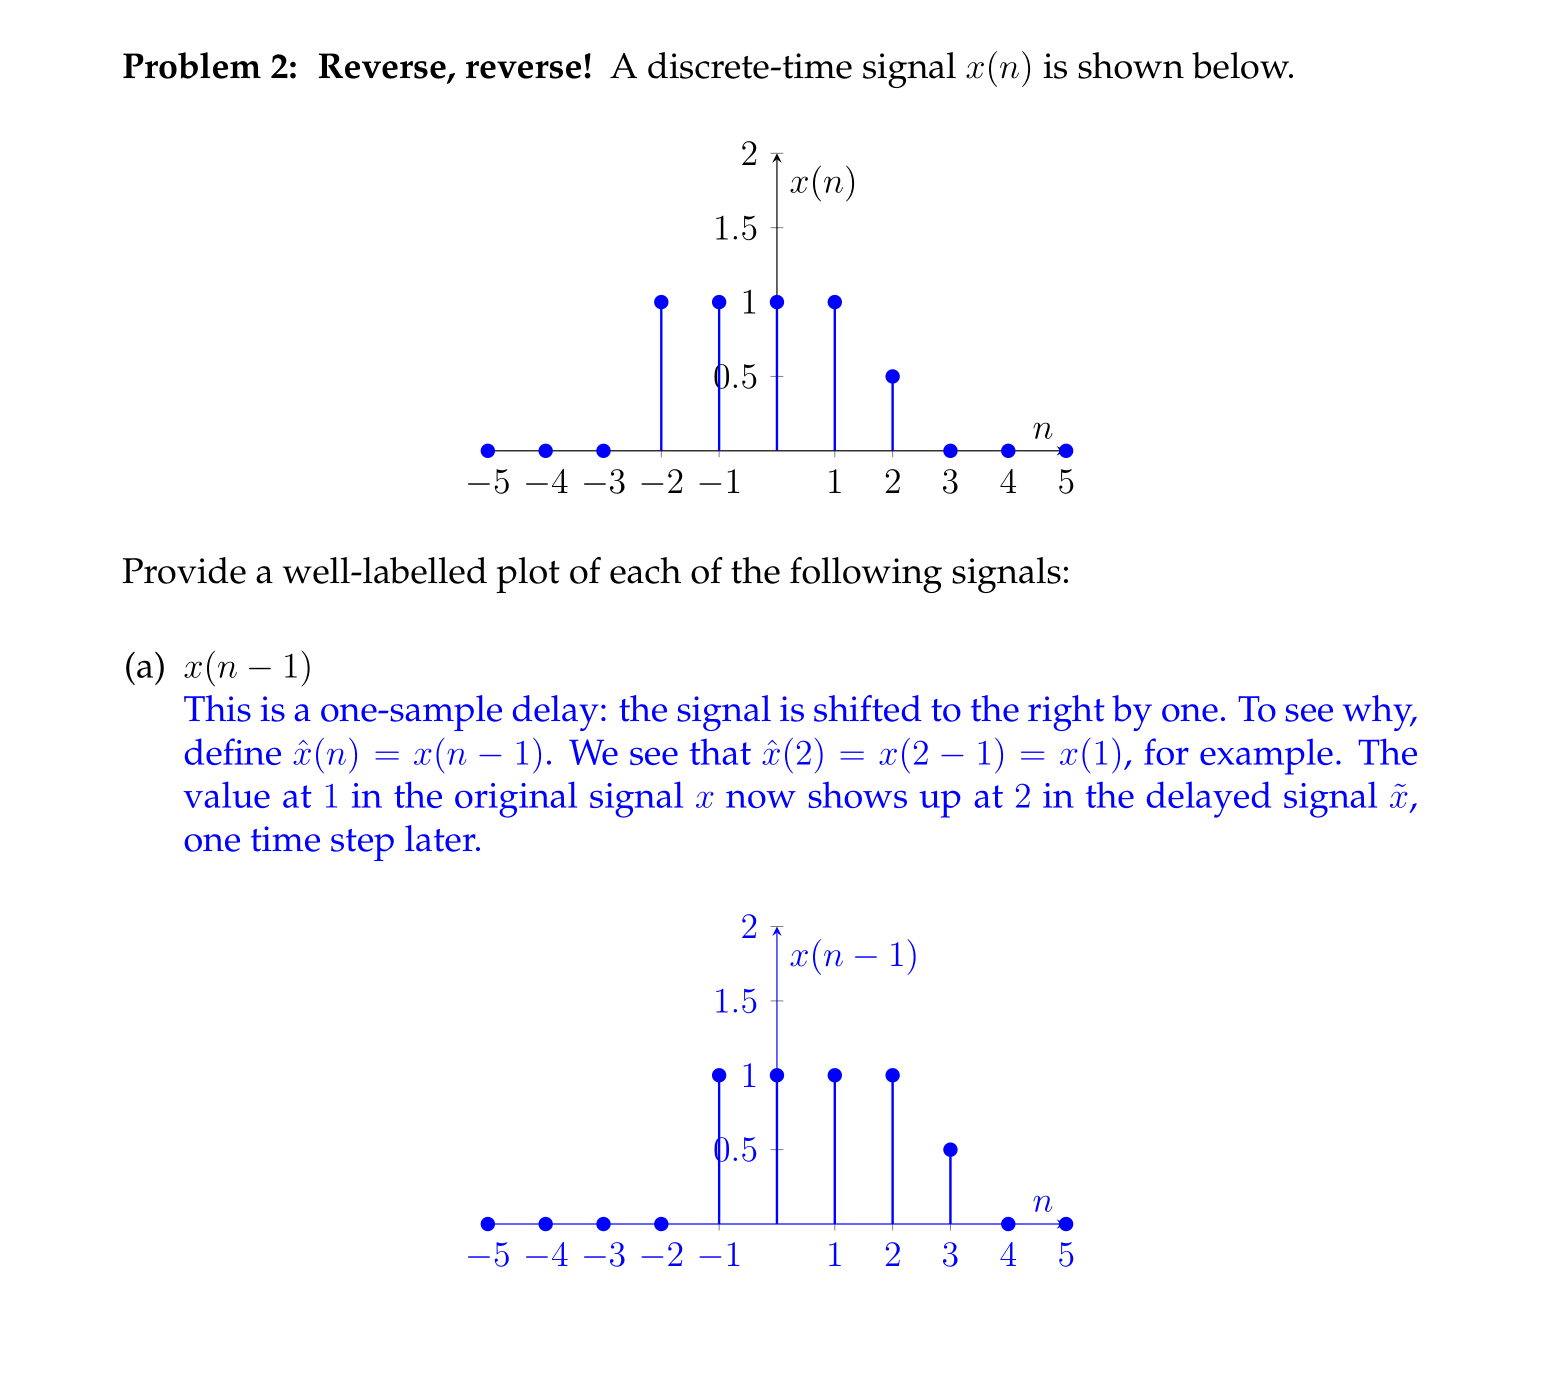 Problem 2: Reverse, reverse! A discrete-time signal x(n) is shown below.
2
x(n)
1.5
1
0.5
n
−5 −4 −3 −2 −1 1 2 3 4 5
Provide a well-labelled plot of each of the following signals:
(a) x(n − 1)
This is a one-sample delay: the signal is shifted to the right by one. To see why,
define x̂(n) = x(n − 1). We see that x̂(2) = x(2 − 1) = x(1), for example. The
value at 1 in the original signal x now shows up at 2 in the delayed signal x̃,
one time step later.
2
x(n − 1)
1.5
1
0.5
n
−5 −4 −3 −2 −1 1 2 3 4 5